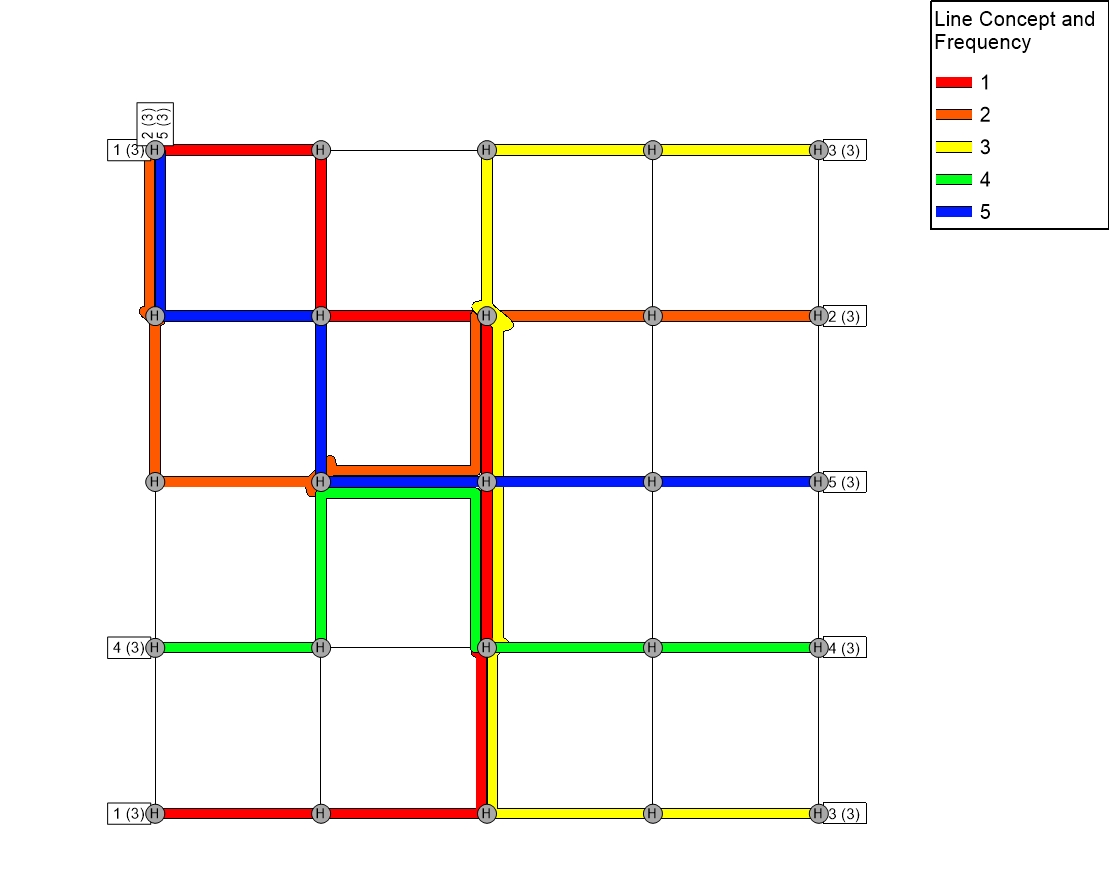 Line Concept and
Frequency
1
2
3
4
5
2 (3)
5 (3)
1 (3) H H H H H 3 (3)
H H H H H 2 (3)
H H H H H 5 (3)
4 (3) H H H H H 4 (3)
1 (3) H H H H H 3 (3)